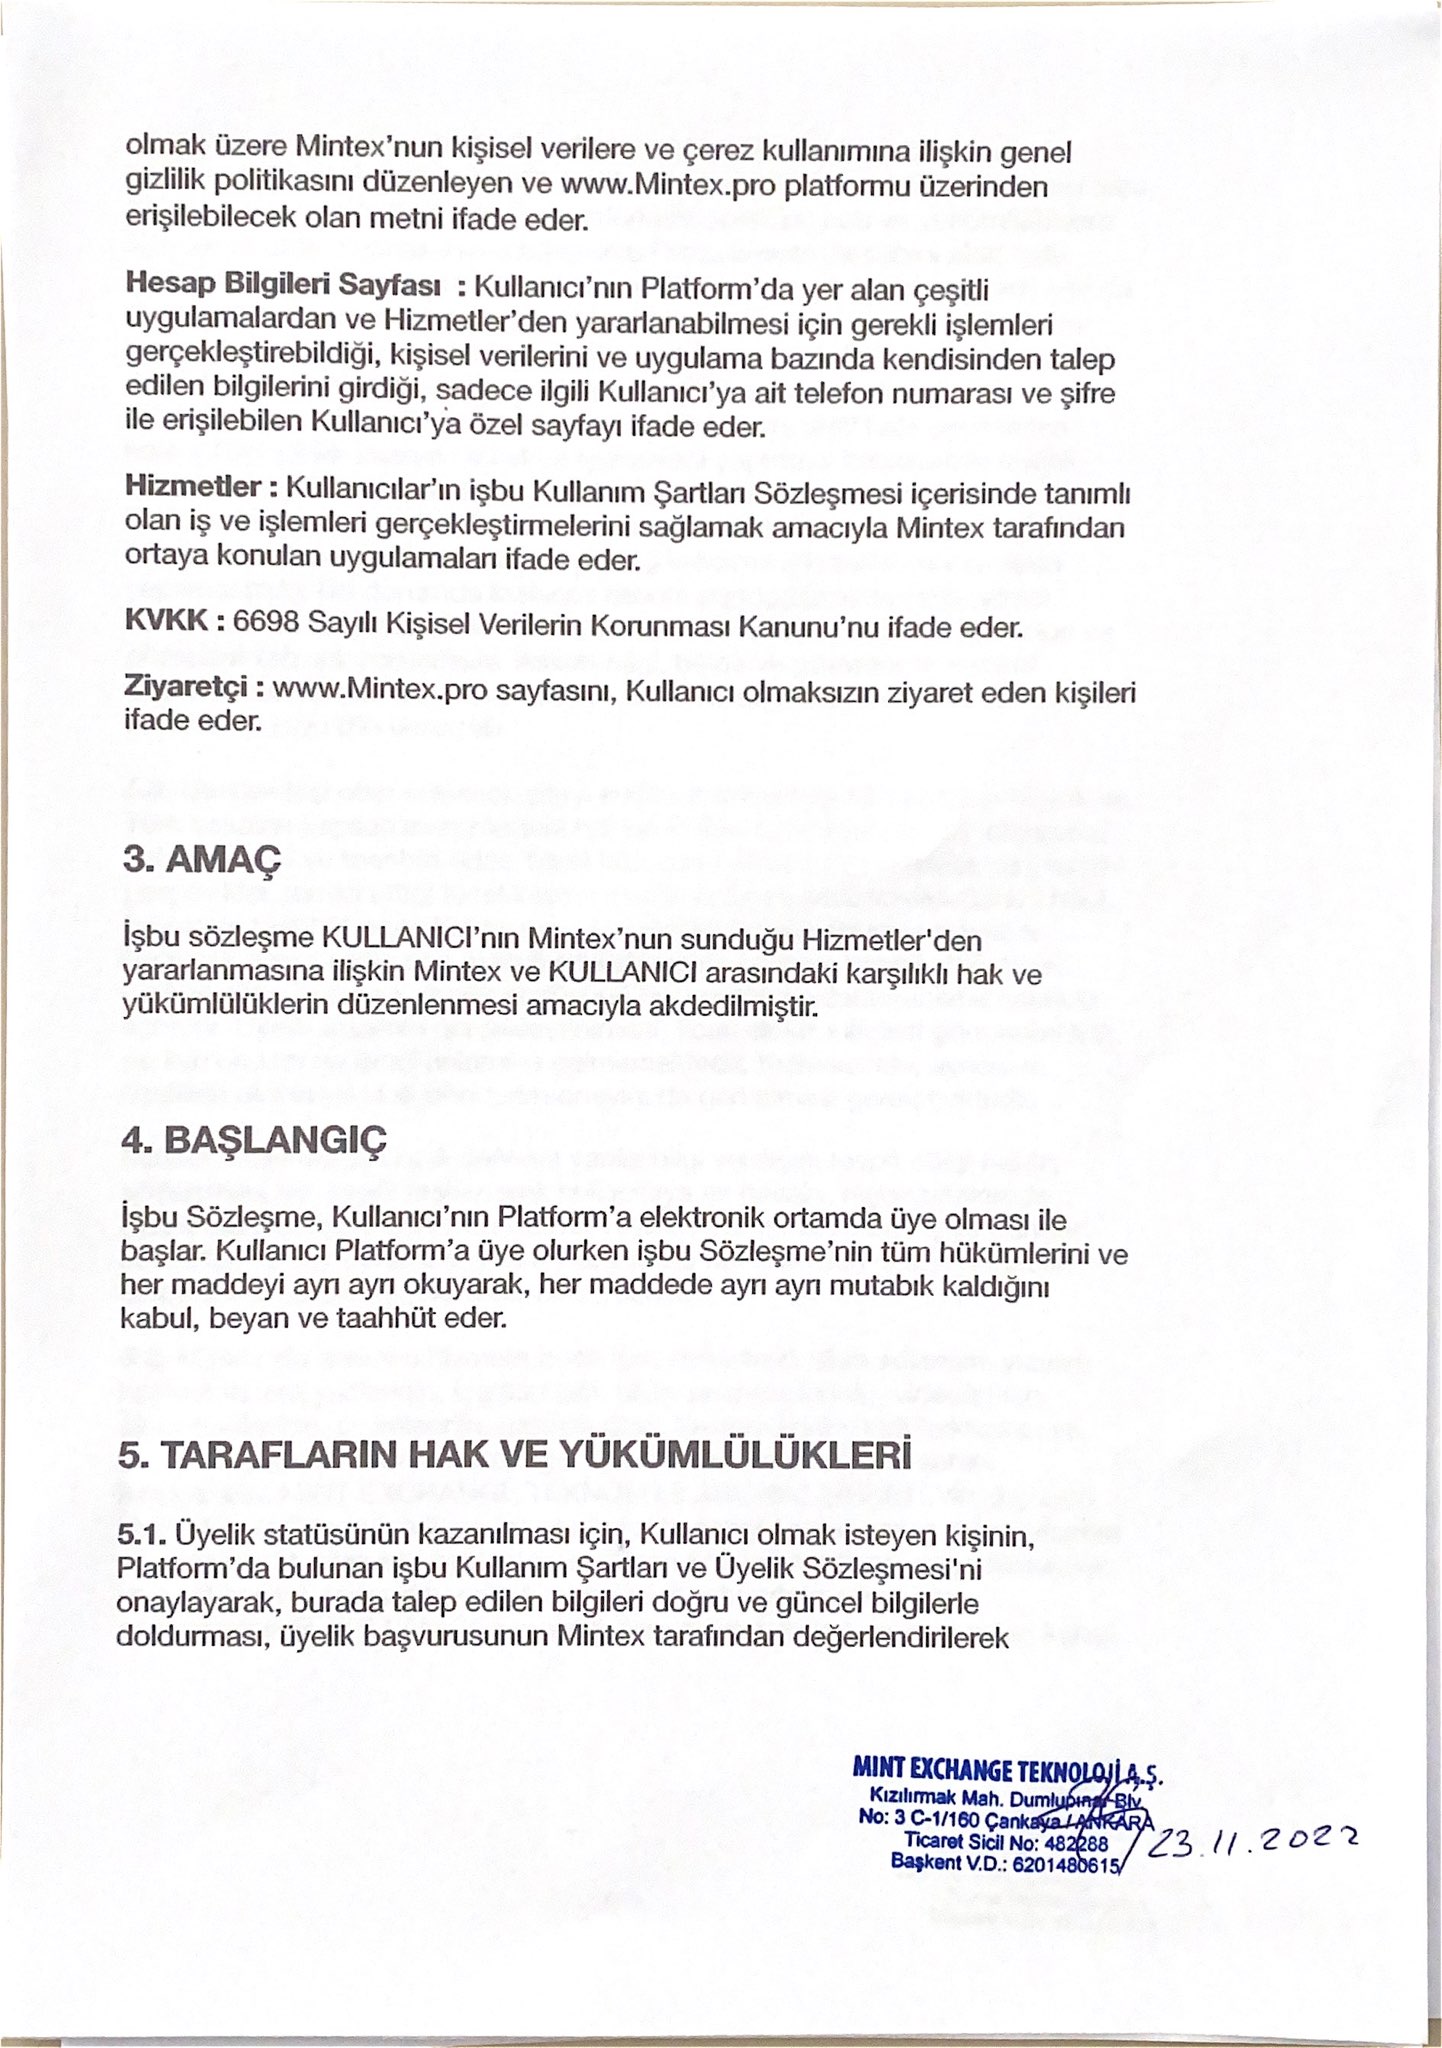 olmak üzere Mintex’nun kişisel verilere ve çerez kullanımına ilişkin genel
gizlilik politikasını düzenleyen ve www.Mintex.pro platformu üzerinden
erişilebilecek olan metni ifade eder.
Hesap Bilgileri Sayfası : Kullanıcı’nın Platform’da yer alan çeşitli
uygulamalardan ve Hizmetler’den yararlanabilmesi için gerekli işlemleri
gerçekleştirebildiği, kişisel verilerini ve uygulama bazında kendisinden talep
edilen bilgilerini girdiği, sadece ilgili Kullanıcı’ya ait telefon numarası ve şifre
ile erişilebilen Kullanıcı’ya özel sayfayı ifade eder.
Hizmetler : Kullanıcılar’ın işbu Kullanım Şartları Sözleşmesi içerisinde tanımlı
olan iş ve işlemleri gerçekleştirmelerini sağlamak amacıyla Mintex tarafından
ortaya konulan uygulamaları ifade eder.
KVKK : 6698 Sayılı Kişisel Verilerin Korunması Kanunu’nu ifade eder.
Ziyaretçi : www.Mintex.pro sayfasını, Kullanıcı olmaksızın ziyaret eden kişileri
ifade eder.
3. AMAÇ
İşbu sözleşme KULLANICI’nın Mintex’nun sunduğu Hizmetler'den
yararlanmasına ilişkin Mintex ve KULLANICI arasındaki karşılıklı hak ve
yükümlülüklerin düzenlenmesi amacıyla akdedilmiştir.
4. BAŞLANGIÇ
İşbu Sözleşme, Kullanıcı’nın Platform’a elektronik ortamda üye olması ile
başlar. Kullanıcı Platform’a üye olurken işbu Sözleşme’nin tüm hükümlerini ve
her maddeyi ayrı ayrı okuyarak, her maddede ayrı ayrı mutabık kaldığını
kabul, beyan ve taahhüt eder.
5. TARAFLARIN HAK VE YÜKÜMLÜLÜKLERİ
5.1. Üyelik statüsünün kazanılması için, Kullanıcı olmak isteyen kişinin,
Platform’da bulunan işbu Kullanım Şartları ve Üyelik Sözleşmesi'ni
onaylayarak, burada talep edilen bilgileri doğru ve güncel bilgilerle
doldurması, üyelik başvurusunun Mintex tarafından değerlendirilerek
MINT EXCHANGE TEKNOLOJİ A.Ş.
Kızılırmak Mah. Dumlupınar Blv.
No: 3 C-1/160 Çankaya / ANKARA
Ticaret Sicil No: 482288
Başkent V.D.: 6201480615
23.11.2022